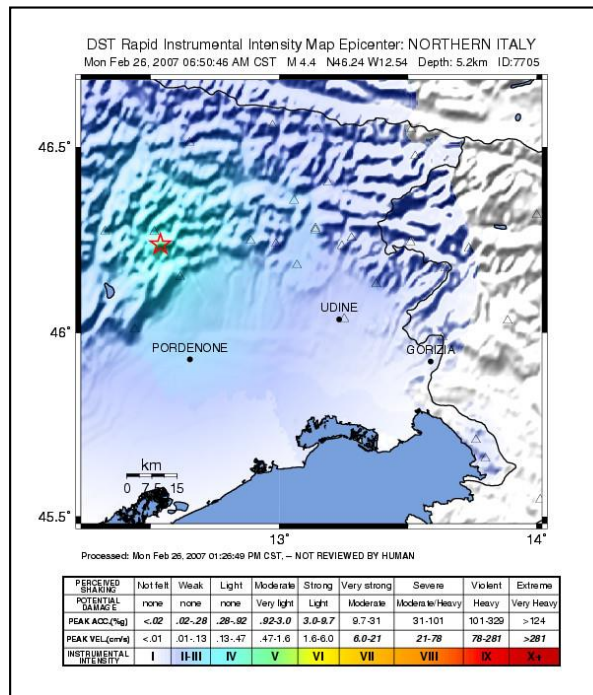 DST Rapid Instrumental Intensity Map Epicenter: NORTHERN ITALY
Mon Feb 26, 2007 06:50:46 AM CST M 4.4 N46.24 W12.54 Depth: 5.2km ID:7705
46.5˚
46˚
45.5˚
UDINE
PORDENONE
GORIZIA
km
0 7.5 15
13˚ 14˚
Processed: Mon Feb 26, 2007 01:26:49 PM CST, -- NOT REVIEWED BY HUMAN
PERCEIVED SHAKING Not felt Weak Light Moderate Strong Very strong Severe Violent Extreme
POTENTIAL DAMAGE none none none Very light Light Moderate Moderate/Heavy Heavy Very Heavy
PEAK ACC.(%g) <.02 .02-.28 .28-.92 .92-3.0 3.0-9.7 9.7-31 31-101 101-329 >124
PEAK VEL.(cm/s) <.01 .01-.13 .13-.47 .47-1.6 1.6-6.0 6.0-21 21-78 78-281 >281
INSTRUMENTAL INTENSITY I II-III IV V VI VII VIII IX X+